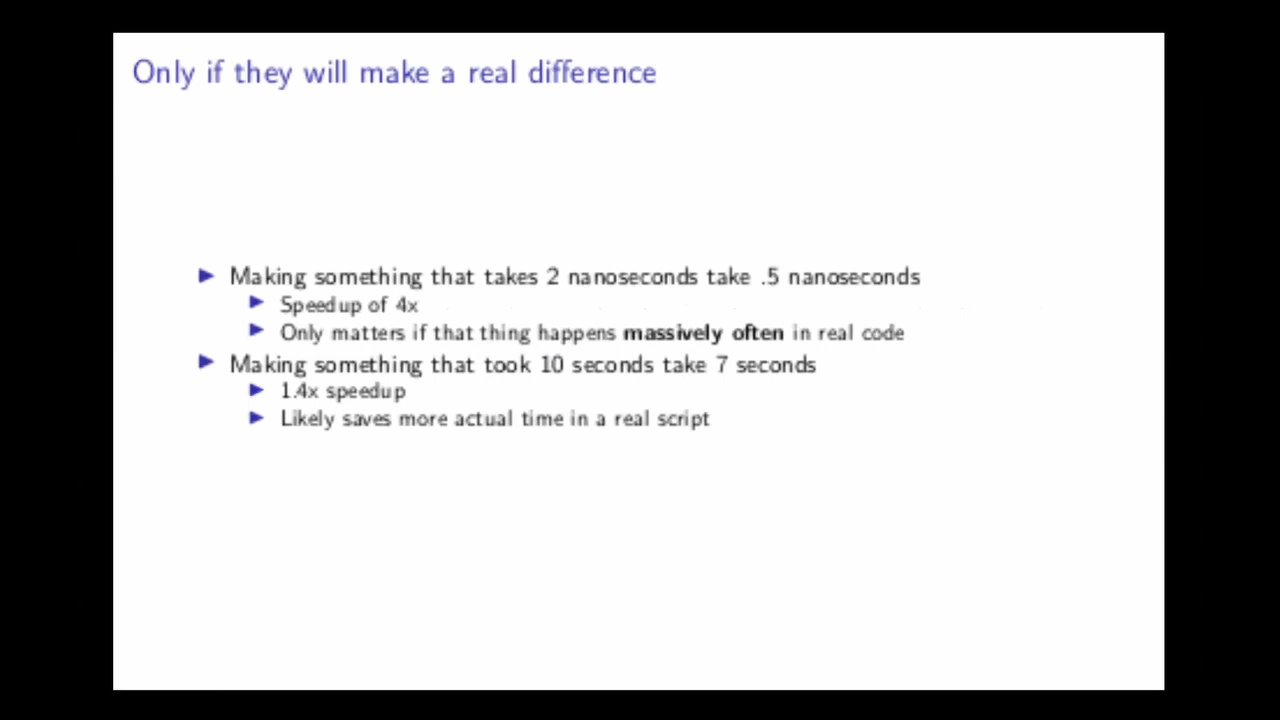 Only if they will make a real difference
Making something that takes 2 nanoseconds take .5 nanoseconds
Speedup of 4x
Only matters if that thing happens massively often in real code
Making something that took 10 seconds take 7 seconds
1.4x speedup
Likely saves more actual time in a real script